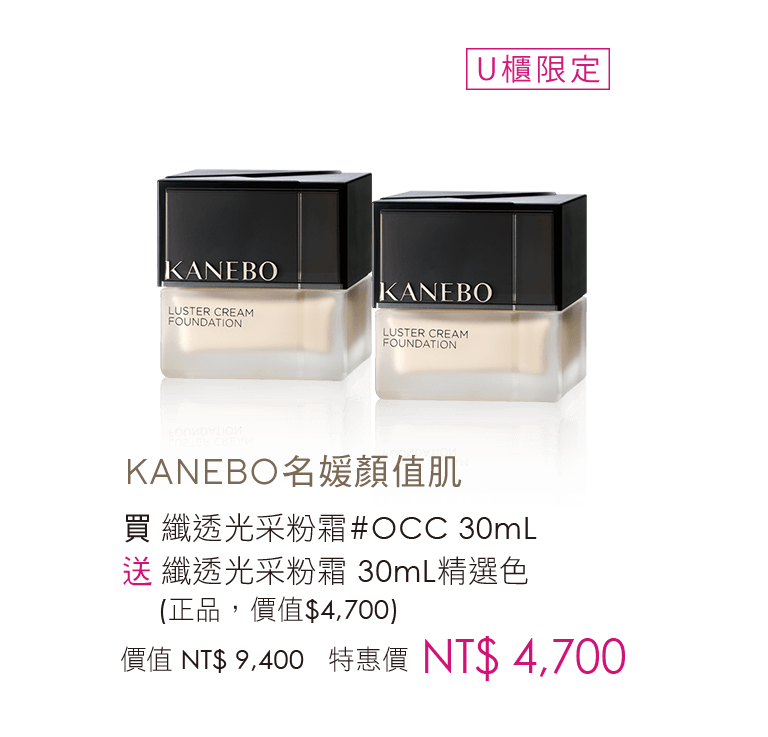 U櫃限定
KANEBO
LUSTER CREAM
FOUNDATION
KANEBO
LUSTER CREAM
FOUNDATION
KANEBO名媛顏值肌
買 纖透光采粉霜#OCC 30mL
送 纖透光采粉霜 30mL精選色
(正品，價值$4,700)
價值 NT$ 9,400 特惠價 NT$ 4,700